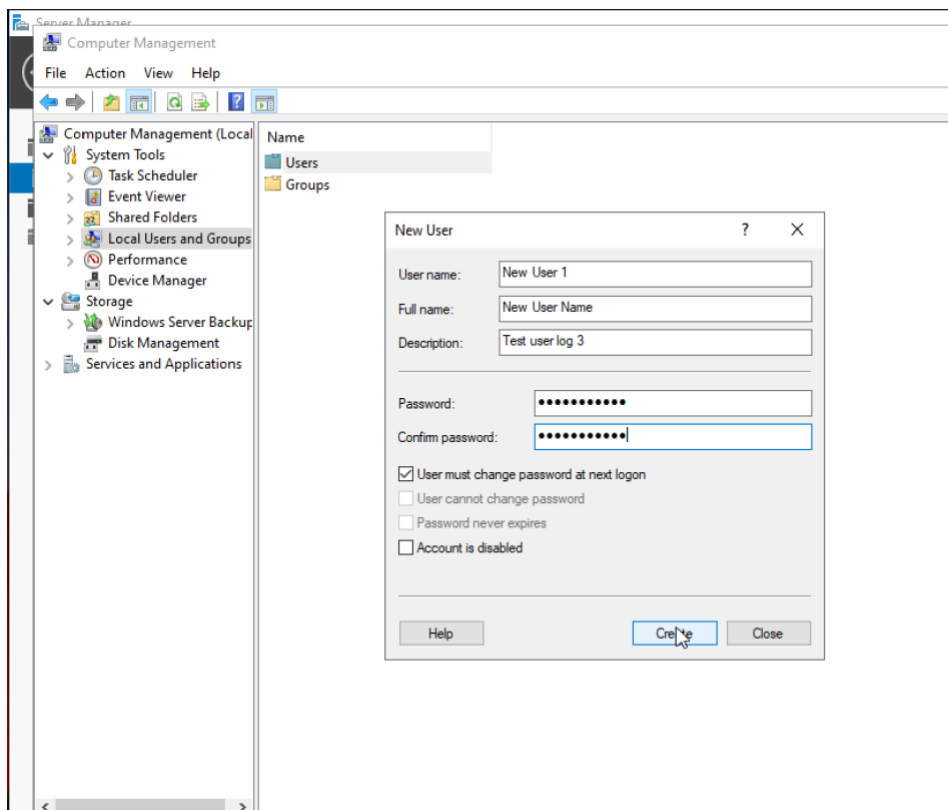 Server Manager
Computer Management
File Action View Help
Computer Management (Local
System Tools
Task Scheduler
Event Viewer
Shared Folders
Local Users and Groups
Performance
Device Manager
Storage
Windows Server Backup
Disk Management
Services and Applications
Name
Users
Groups
New User
User name: New User 1
Full name: New User Name
Description: Test user log 3
Password: •••••••••••
Confirm password: •••••••••••
User must change password at next logon
User cannot change password
Password never expires
Account is disabled
Help Create Close